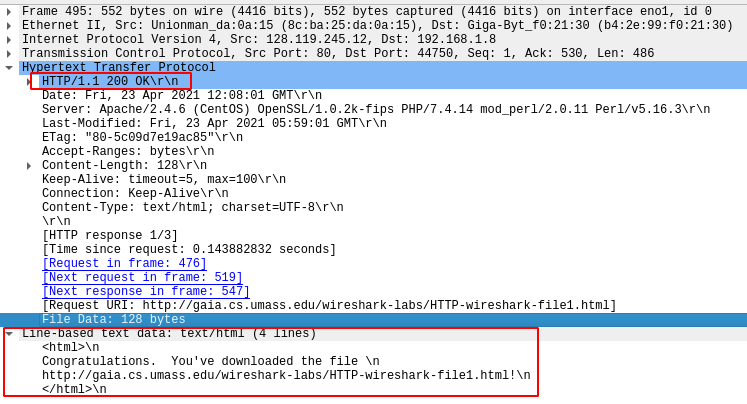 Frame 495: 552 bytes on wire (4416 bits), 552 bytes captured (4416 bits) on interface eno1, id 0
Ethernet II, Src: Unionman_da:0a:15 (8c:ba:25:da:0a:15), Dst: Giga-Byt_f0:21:30 (b4:2e:99:f0:21:30)
Internet Protocol Version 4, Src: 128.119.245.12, Dst: 192.168.1.8
Transmission Control Protocol, Src Port: 80, Dst Port: 44750, Seq: 1, Ack: 530, Len: 486
Hypertext Transfer Protocol
HTTP/1.1 200 OK\r\n
Date: Fri, 23 Apr 2021 12:08:01 GMT\r\n
Server: Apache/2.4.6 (CentOS) OpenSSL/1.0.2k-fips PHP/7.4.14 mod_perl/2.0.11 Perl/v5.16.3\r\n
Last-Modified: Fri, 23 Apr 2021 05:59:01 GMT\r\n
ETag: "80-5c09d7e19ac85"\r\n
Accept-Ranges: bytes\r\n
Content-Length: 128\r\n
Keep-Alive: timeout=5, max=100\r\n
Connection: Keep-Alive\r\n
Content-Type: text/html; charset=UTF-8\r\n
\r\n
[HTTP response 1/3]
[Time since request: 0.143882832 seconds]
[Request in frame: 476]
[Next request in frame: 519]
[Next response in frame: 547]
[Request URI: http://gaia.cs.umass.edu/wireshark-labs/HTTP-wireshark-file1.html]
File Data: 128 bytes
Line-based text data: text/html (4 lines)
<html>\n
Congratulations.  You've downloaded the file \n
http://gaia.cs.umass.edu/wireshark-labs/HTTP-wireshark-file1.html!\n
</html>\n